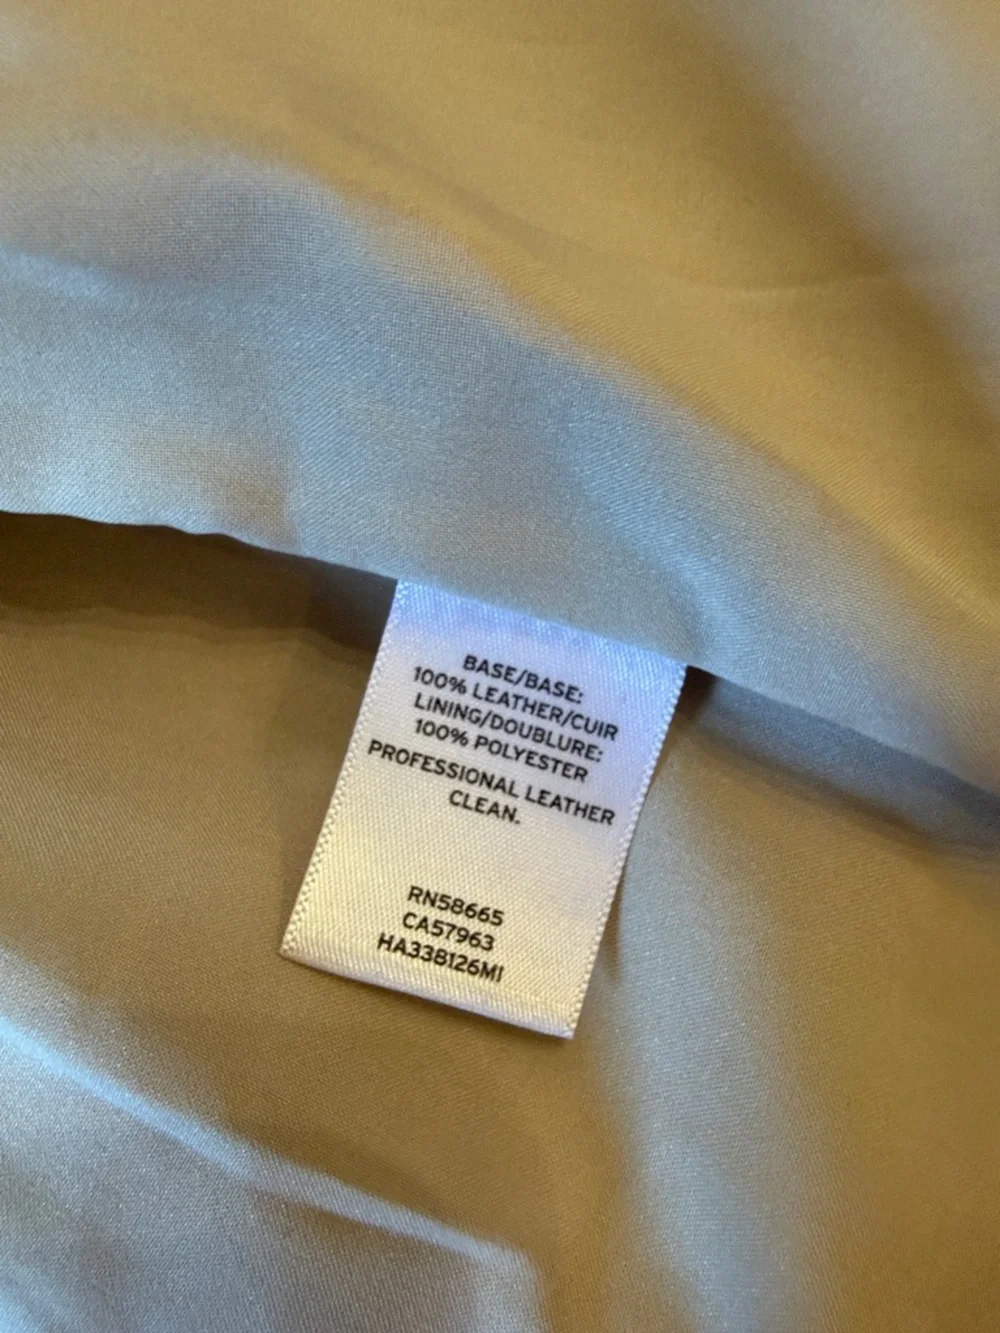 BASE/BASE:
100% LEATHER/CUIR
LINING/DOUBLURE:
100% POLYESTER
PROFESSIONAL LEATHER
CLEAN.
RN58665
CA57963
HA338126MI